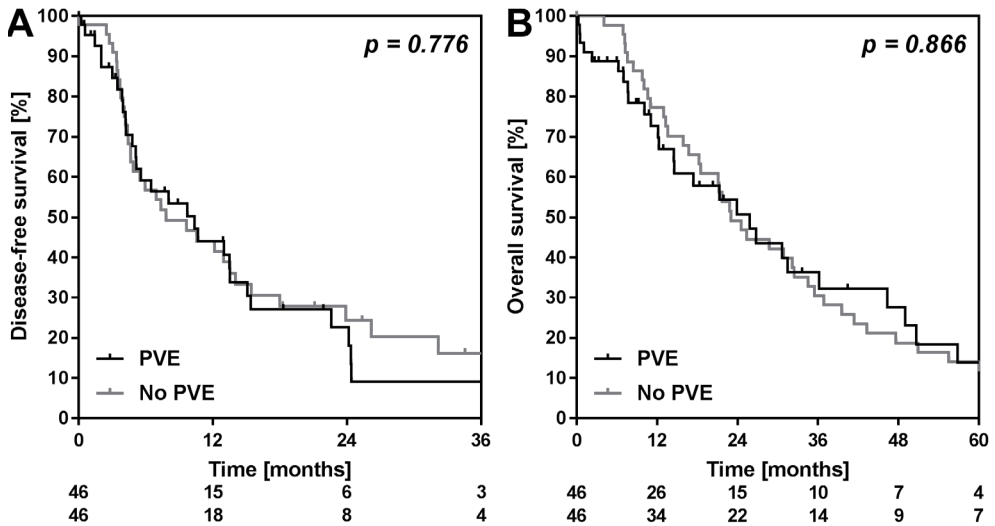 A
p = 0.776
Disease-free survival [%]
100
90
80
70
60
50
40
30
20
10
0
PVE
No PVE
0 12 24 36
Time [months]
46 15 6 3
46 18 8 4
B
p = 0.866
Overall survival [%]
100
90
80
70
60
50
40
30
20
10
0
PVE
No PVE
0 12 24 36 48 60
Time [months]
46 26 15 10 7 4
46 34 22 14 9 7